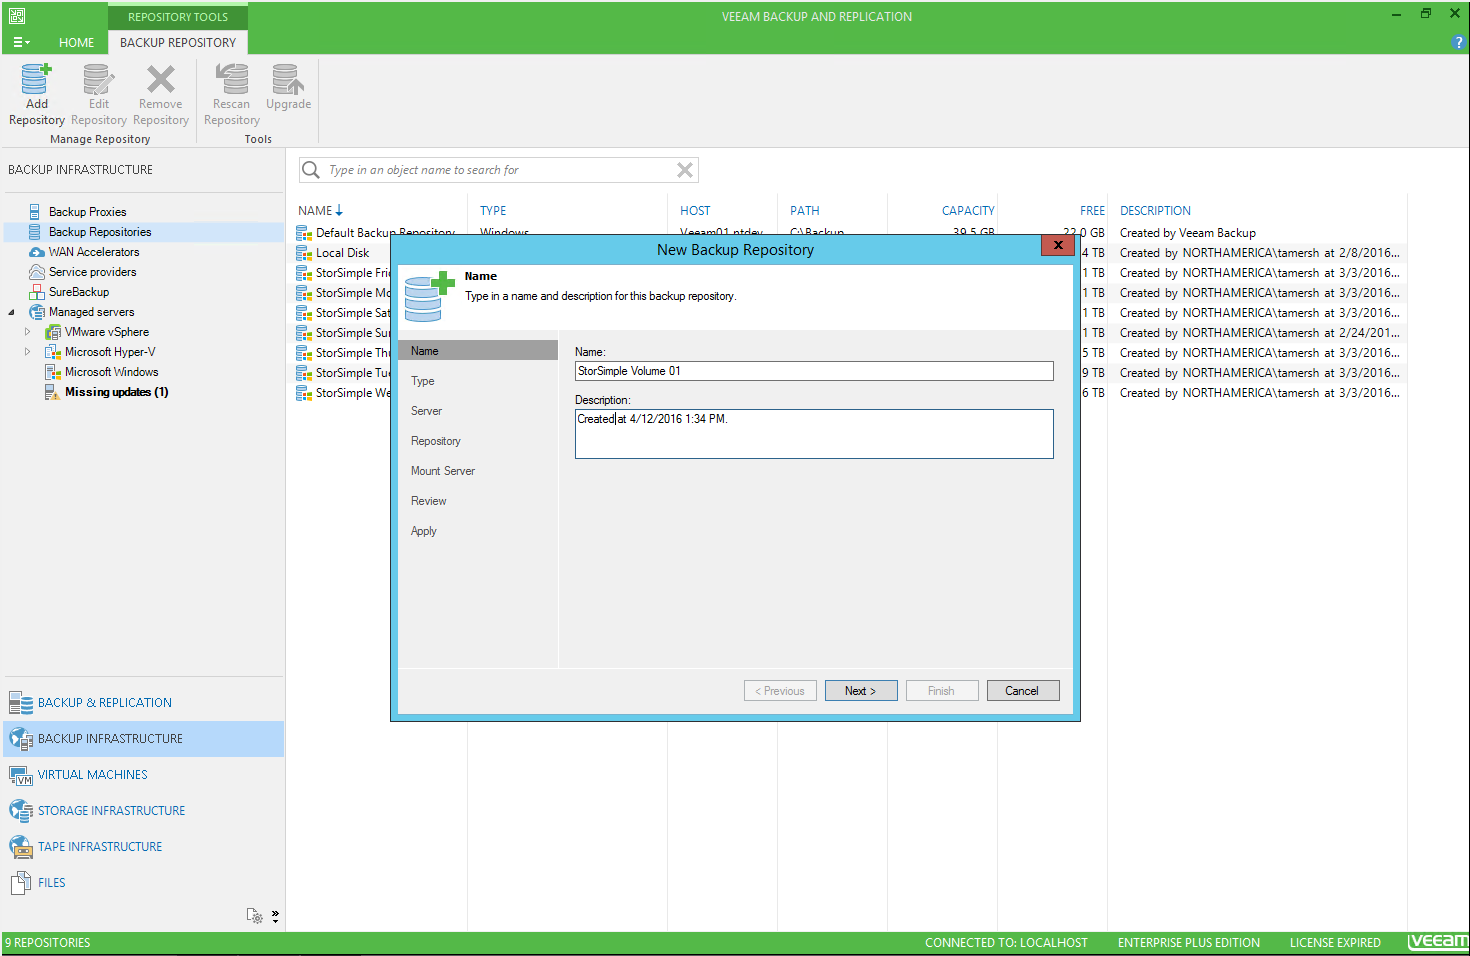 REPOSITORY TOOLS
VEEAM BACKUP AND REPLICATION
HOME
BACKUP REPOSITORY
?
Add Repository
Edit Repository
Remove Repository
Rescan Repository
Upgrade
Manage Repository
Tools
BACKUP INFRASTRUCTURE
Backup Proxies
Backup Repositories
WAN Accelerators
Service providers
SureBackup
Managed servers
VMware vSphere
Microsoft Hyper-V
Microsoft Windows
Missing updates (1)
BACKUP & REPLICATION
BACKUP INFRASTRUCTURE
VM
VIRTUAL MACHINES
STORAGE INFRASTRUCTURE
TAPE INFRASTRUCTURE
FILES
Type in an object name to search for
NAME TYPE HOST PATH CAPACITY FREE DESCRIPTION
Default Backup Repository Windows Veeam01.ntdev C:\Backup 39.5 GB 22.0 GB Created by Veeam Backup
Local Disk 4 TB Created by NORTHAMERICA\tamersh at 2/8/2016...
StorSimple Fri 1 TB Created by NORTHAMERICA\tamersh at 3/3/2016...
StorSimple Mo 1 TB Created by NORTHAMERICA\tamersh at 3/3/2016...
StorSimple Sat 1 TB Created by NORTHAMERICA\tamersh at 3/3/2016...
StorSimple Sun 1 TB Created by NORTHAMERICA\tamersh at 2/24/201...
StorSimple Thu 5 TB Created by NORTHAMERICA\tamersh at 3/3/2016...
StorSimple Tue 9 TB Created by NORTHAMERICA\tamersh at 3/3/2016...
StorSimple We 6 TB Created by NORTHAMERICA\tamersh at 3/3/2016...
New Backup Repository
x
Name
Type in a name and description for this backup repository.
Name
Type
Server
Repository
Mount Server
Review
Apply
Name:
StorSimple Volume 01
Description:
Created at 4/12/2016 1:34 PM.
< Previous
Next >
Finish
Cancel
9 REPOSITORIES
CONNECTED TO: LOCALHOST
ENTERPRISE PLUS EDITION
LICENSE EXPIRED
veeam